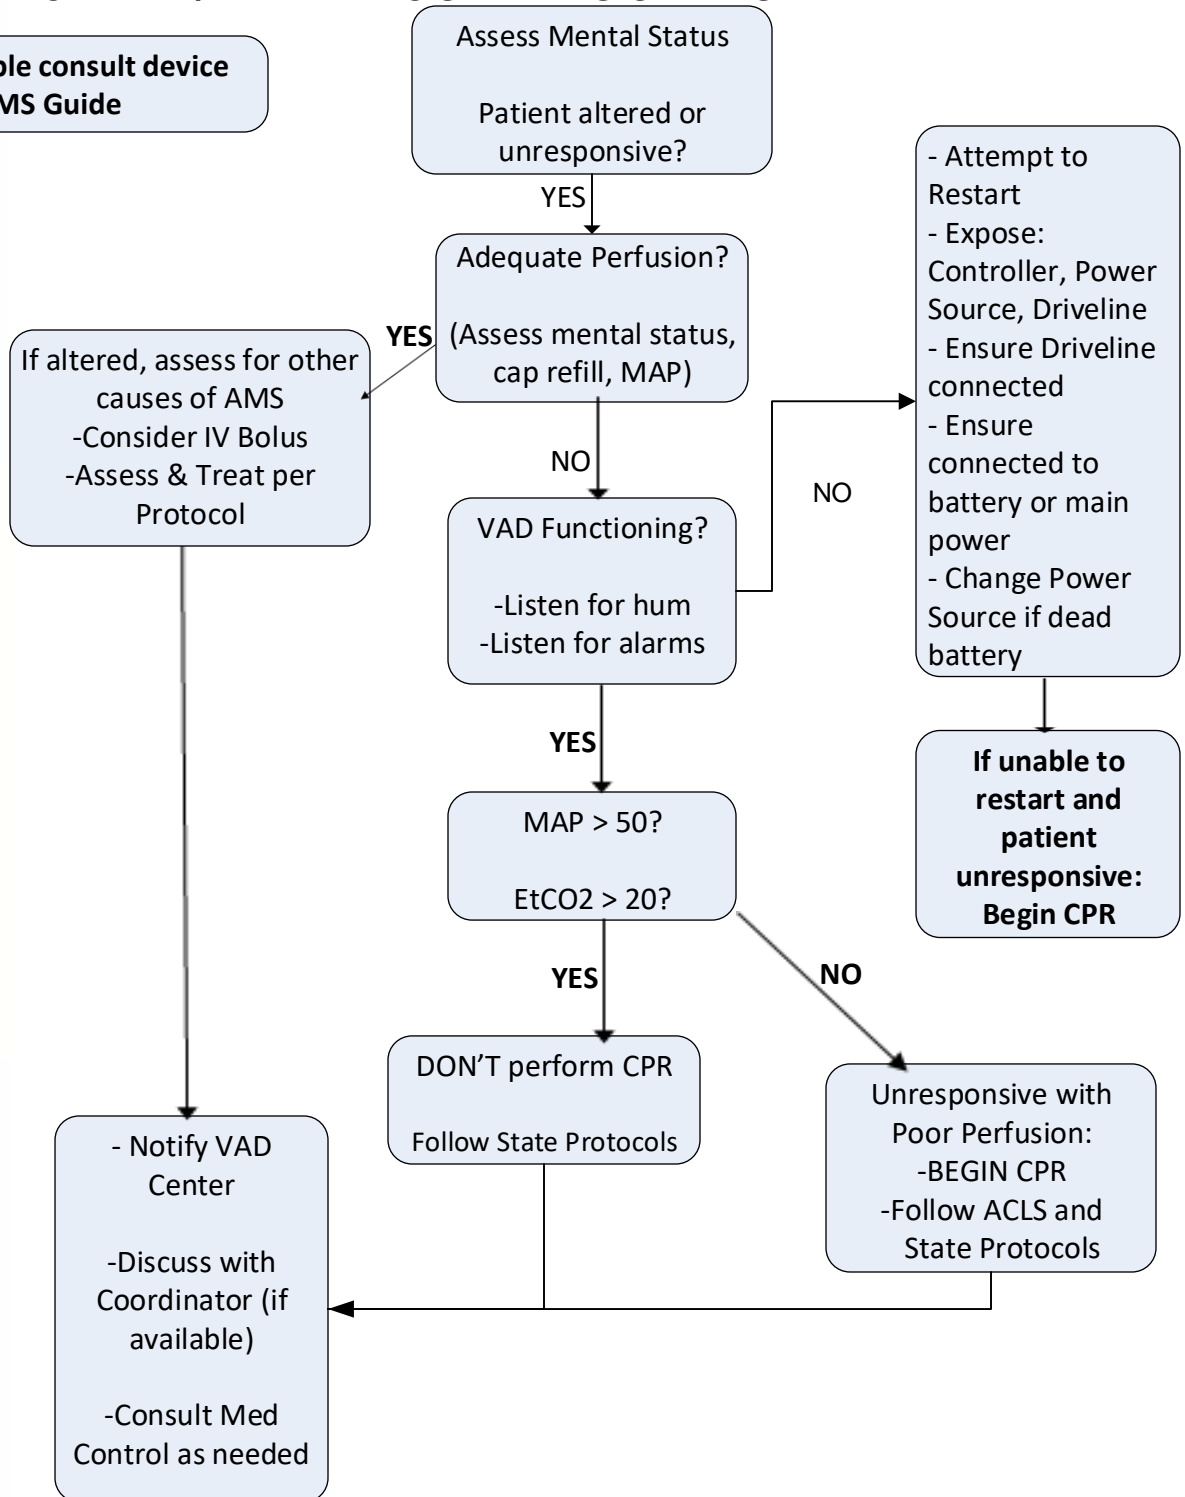 Assess Mental Status
Patient altered or
unresponsive?
consult device
Guide
YES
Adequate Perfusion?
(Assess mental status,
cap refill, MAP)
YES
If altered, assess for other
causes of AMS
-Consider IV Bolus
-Assess & Treat per
Protocol
NO
VAD Functioning?
-Listen for hum
-Listen for alarms
NO
- Attempt to
Restart
- Expose:
Controller, Power
Source, Driveline
- Ensure Driveline
connected
- Ensure
connected to
battery or main
power
- Change Power
Source if dead
battery
If unable to
restart and
patient
unresponsive:
Begin CPR
YES
MAP > 50?
EtCO2 > 20?
YES
NO
DON’T perform CPR
Follow State Protocols
Unresponsive with
Poor Perfusion:
-BEGIN CPR
-Follow ACLS and
State Protocols
- Notify VAD
Center
-Discuss with
Coordinator (if
available)
-Consult Med
Control as needed